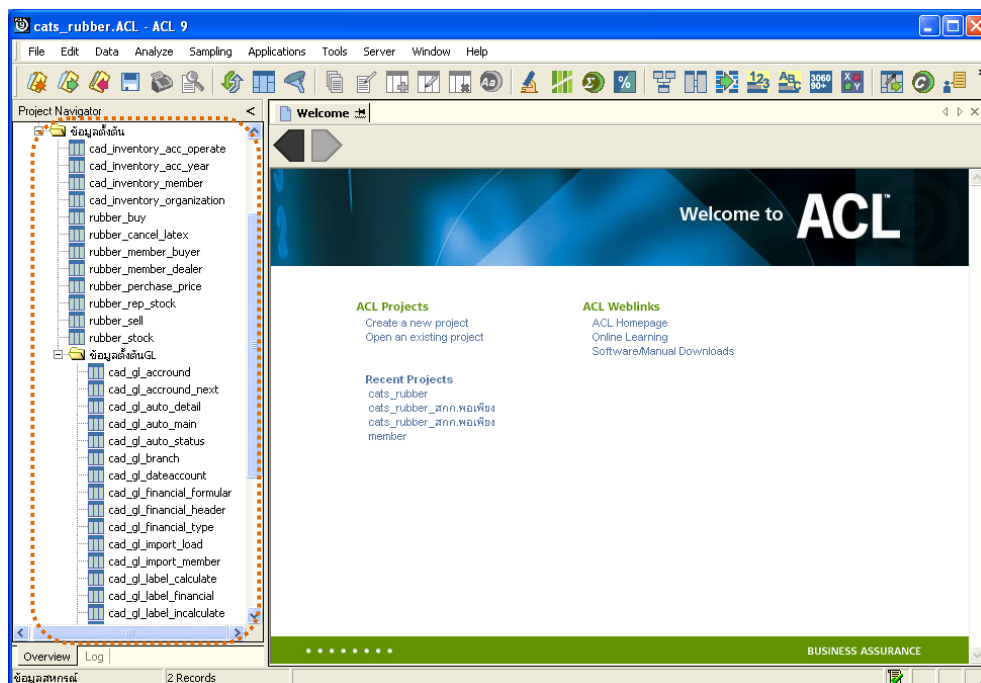 cats_rubber.ACL - ACL 9
File Edit Data Analyze Sampling Applications Tools Server Window Help
Project Navigator <
Welcome
ข้อมูลตั้งต้น
cad_inventory_acc_operate
cad_inventory_acc_year
cad_inventory_member
cad_inventory_organization
rubber_buy
rubber_cancel_latex
rubber_member_buyer
rubber_member_dealer
rubber_perchase_price
rubber_rep_stock
rubber_sell
rubber_stock
ข้อมูลตั้งต้นGL
cad_gl_accround
cad_gl_accround_next
cad_gl_auto_detail
cad_gl_auto_main
cad_gl_auto_status
cad_gl_branch
cad_gl_dateaccount
cad_gl_financial_formular
cad_gl_financial_header
cad_gl_financial_type
cad_gl_import_load
cad_gl_import_member
cad_gl_label_calculate
cad_gl_label_financial
cad_gl_label_incalculate
Overview Log
Welcome to ACL™
ACL Projects
Create a new project
Open an existing project
Recent Projects
cats_rubber
cats_rubber_สกก.พอเพียง
cats_rubber_สกก.พอเพียง
member
ACL Weblinks
ACL Homepage
Online Learning
Software/Manual Downloads
BUSINESS ASSURANCE
ข้อมูลสหกรณ์ 2 Records